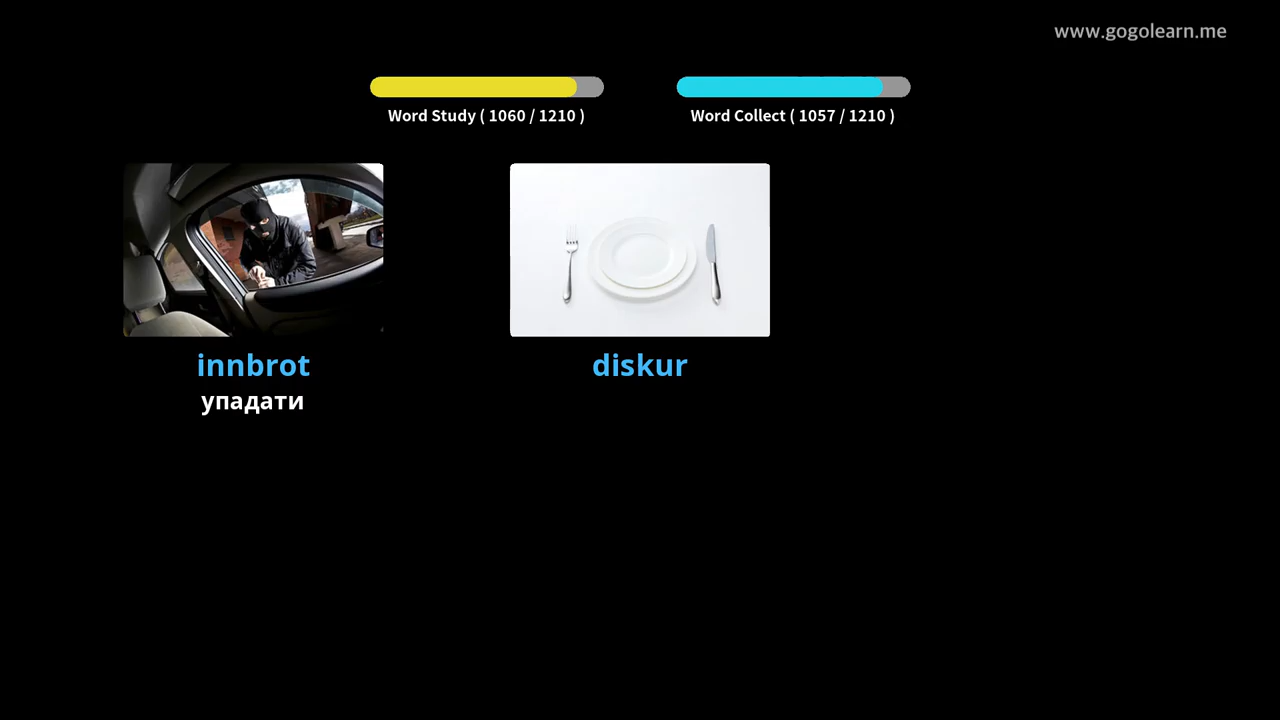 www.gogolearn.me
Word Study ( 1060 / 1210 )
Word Collect ( 1057 / 1210 )
innbrot
упадати
diskur